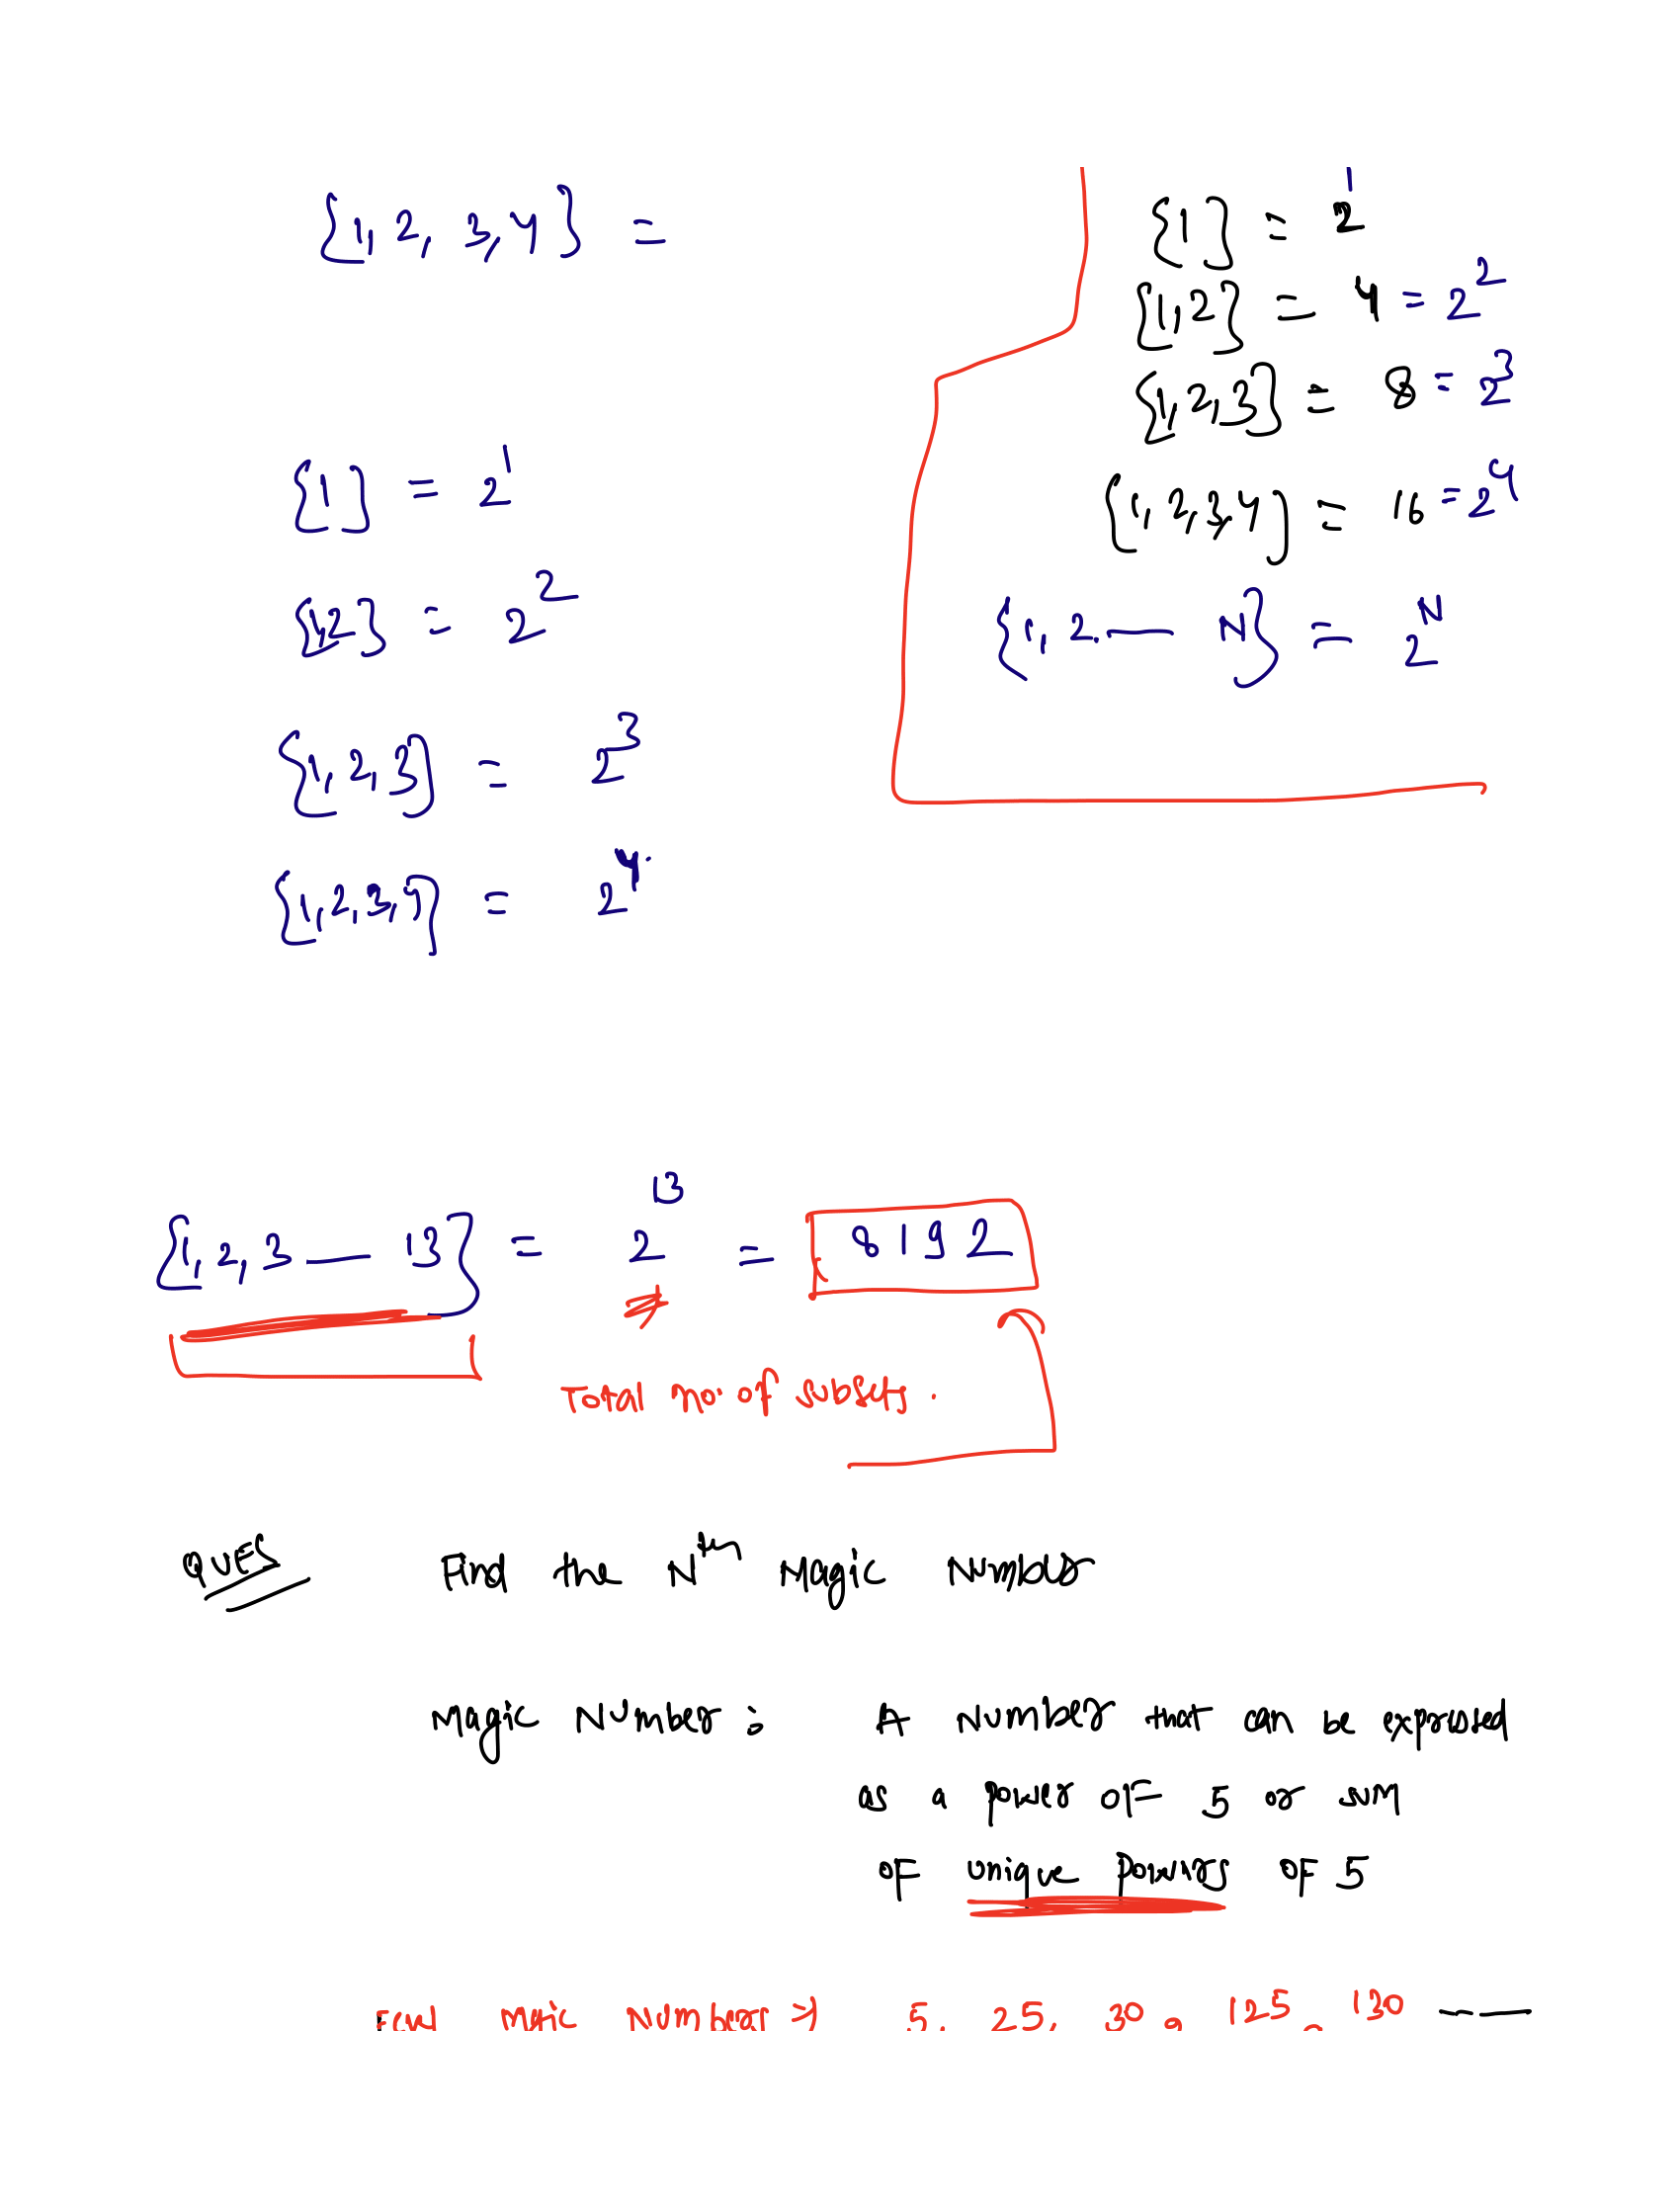 {1, 2, 3, 4} =
{1} = 2^1
{1,2} = 4 = 2^2
{1,2,3} = 8 = 2^3
{1,2,3,4} = 16 = 2^4
{1, 2. — N} = 2^N
{1} = 2^1
{1,2} = 2^2
{1,2,3} = 2^3
{1,2,3,4} = 2^4
{1,2,3 — 13} = 2^13 = 8192
Total no. of subsets.
QUES Find the Nth Magic Number
Magic Number : A Number that can be expressed
as a power OF 5 or sum
OF unique powers OF 5
Magic Numbers → 5, 25, 30, 125, 130 ——